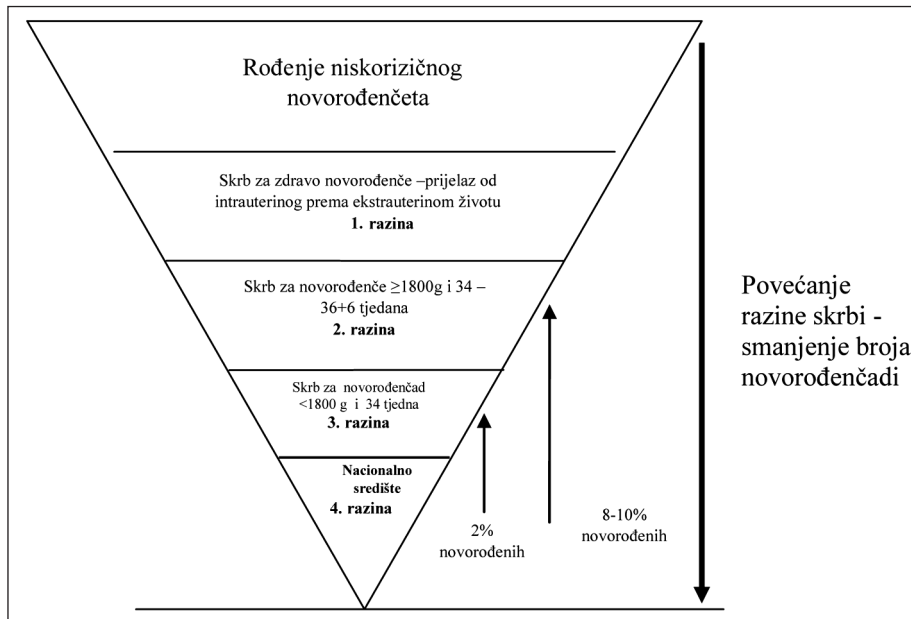 Rođenje niskorizičnog
novorođenčeta
Skrb za zdravo novorođenče –prijelaz od
intrauterinog prema ekstrauterinom životu
1. razina
Skrb za novorođenče ≥1800g i 34 –
36+6 tjedana
2. razina
Skrb za novorođenčad
<1800 g i 34 tjedna
3. razina
Nacionalno
središte
4. razina
2%
novorođenih
8-10%
novorođenih
Povećanje
razine skrbi -
smanjenje broja
novorođenčadi